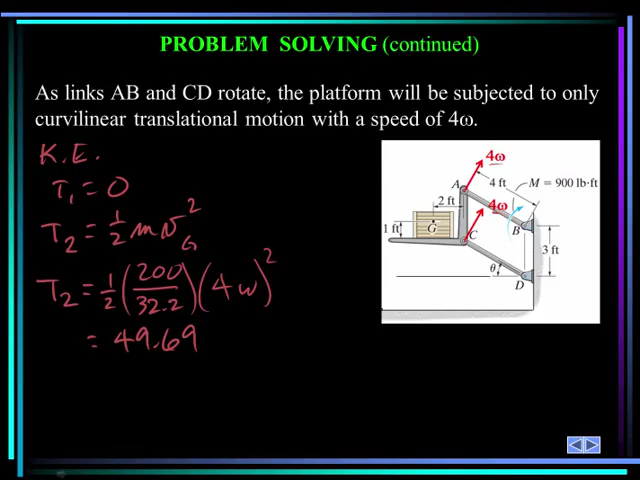 PROBLEM SOLVING (continued)
As links AB and CD rotate, the platform will be subjected to only
curvilinear translational motion with a speed of 4ω.
K.E.
T₁ = 0
T₂ = ½ m v_G²
T₂ = ½ (200/32.2) (4ω)²
= 49.69
4ω
4 ft
M = 900 lb·ft
A
2 ft
4ω
G
C
B
1 ft
3 ft
θ
D